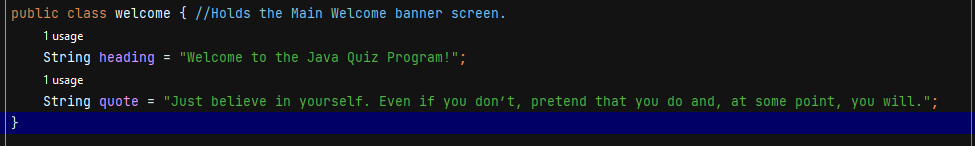 public class welcome { //Holds the Main Welcome banner screen.
1 usage
String heading = "Welcome to the Java Quiz Program!";
1 usage
String quote = "Just believe in yourself. Even if you don’t, pretend that you do and, at some point, you will.";
}